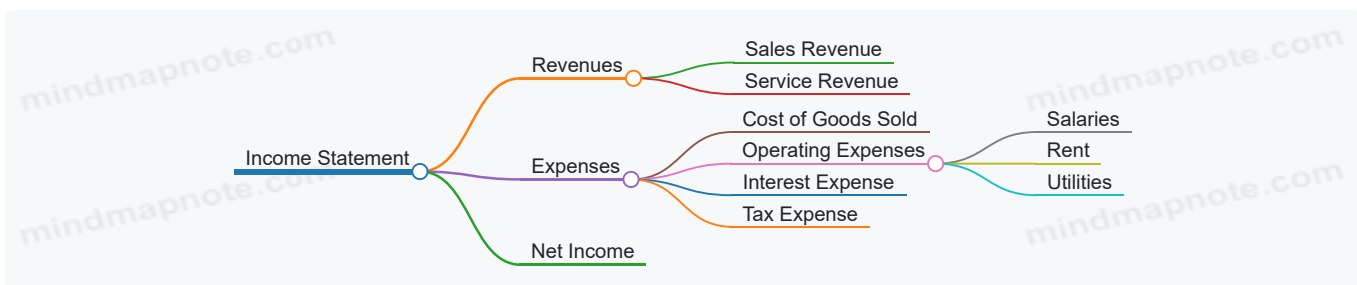 Income Statement
Revenues
Sales Revenue
Service Revenue
Expenses
Cost of Goods Sold
Operating Expenses
Salaries
Rent
Utilities
Interest Expense
Tax Expense
Net Income
mindmapnote.com
mindmapnote.com
mindmapnote.com
mindmapnote.com